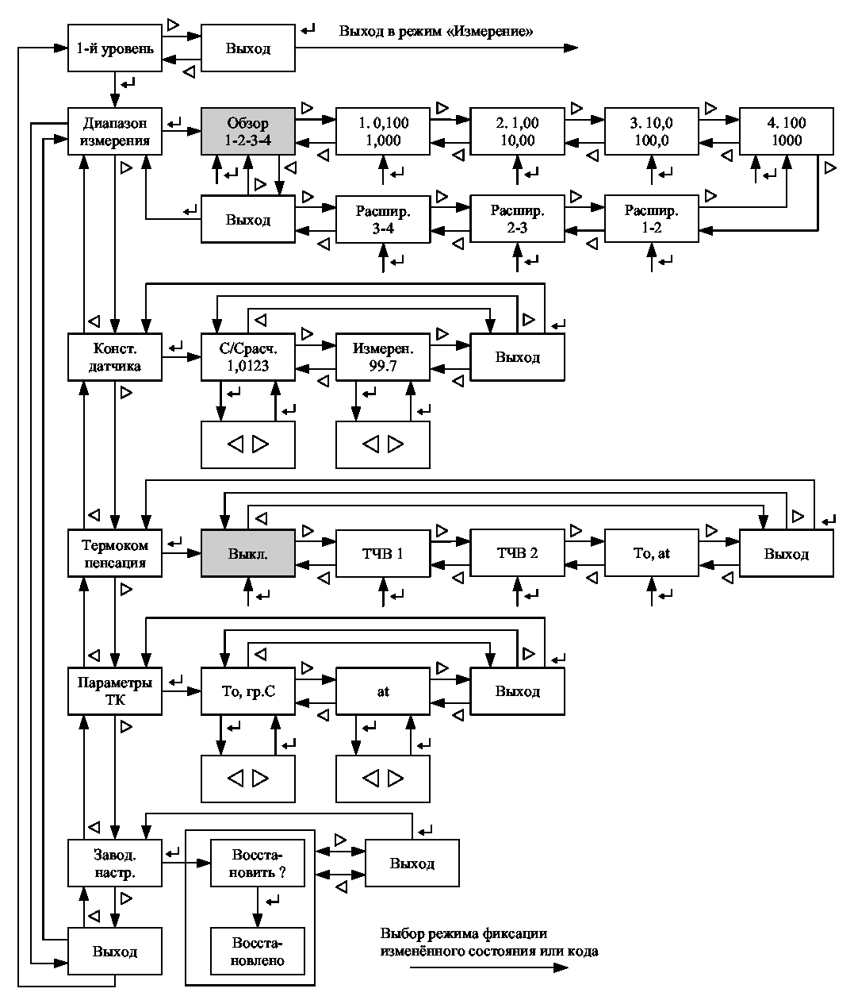 1-й уровень
Выход
Выход в режим «Измерение»
Диапазон
измерения
Обзор
1-2-3-4
1. 0,100
1,000
2. 1,00
10,00
3. 10,0
100,0
4. 100
1000
Выход
Расшир.
3-4
Расшир.
2-3
Расшир.
1-2
Конст.
датчика
С/Срасч.
1,0123
Измерен.
99.7
Выход
Термоком
пенсация
Выкл.
ТЧВ 1
ТЧВ 2
То, at
Выход
Параметры
ТК
То, гр.С
at
Выход
Завод.
настр.
Восста-
новить ?
Выход
Восста-
новлено
Выход
Выбор режима фиксации
изменённого состояния или кода